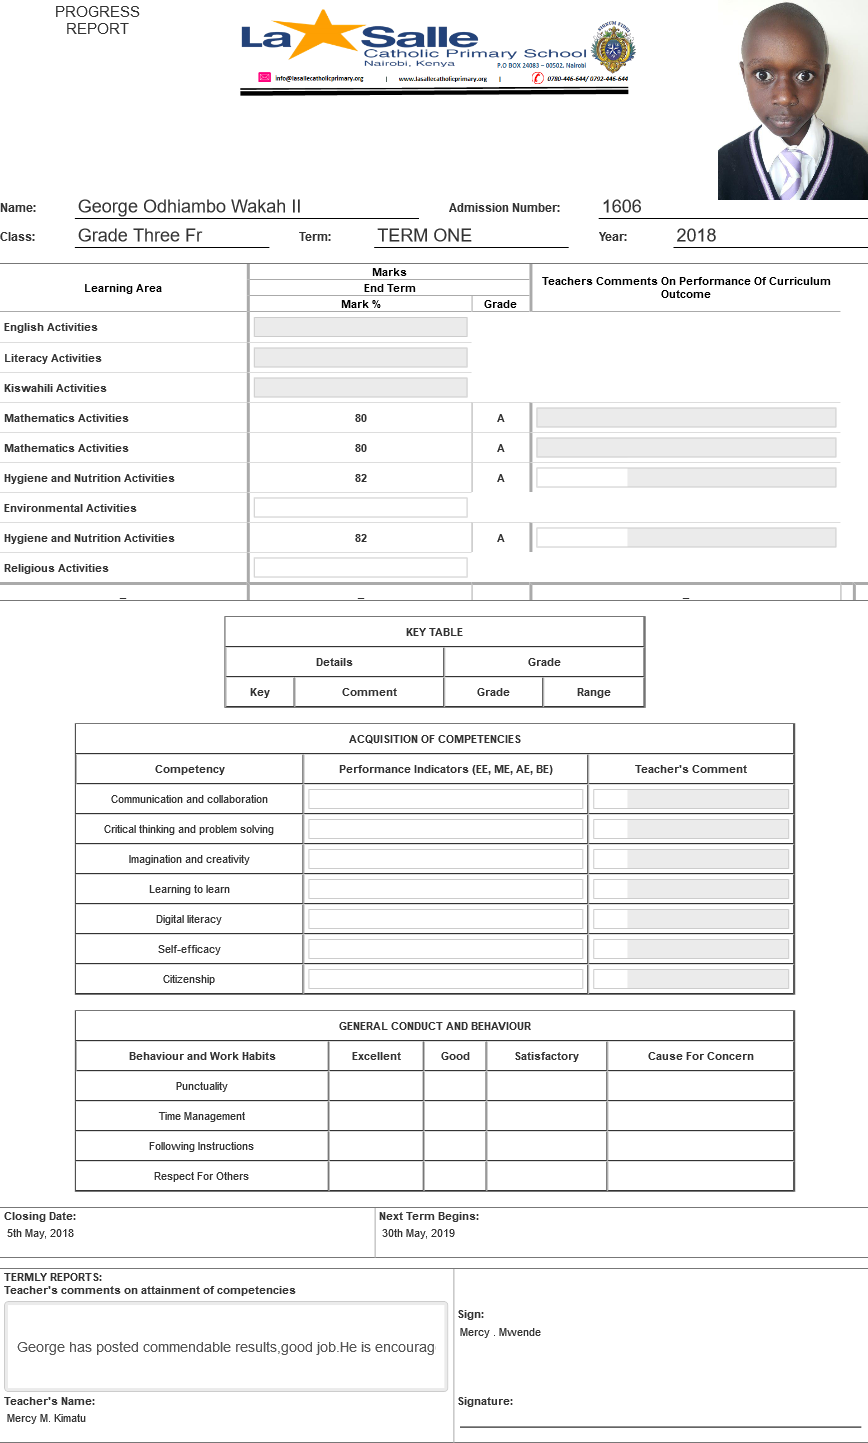 PROGRESS
REPORT
La Salle
Catholic Primary School
Nairobi, Kenya
P.O BOX 24083 – 00502, Nairobi
info@lasallecatholicprimary.org | www.lasallecatholicprimary.org | 0780-446-644/ 0792-446-644
Name: George Odhiambo Wakah II Admission Number: 1606
Class: Grade Three Fr Term: TERM ONE Year: 2018
Learning Area Marks Teachers Comments On Performance Of Curriculum Outcome
End Term
Mark % Grade
English Activities
Literacy Activities
Kiswahili Activities
Mathematics Activities 80 A
Mathematics Activities 80 A
Hygiene and Nutrition Activities 82 A
Environmental Activities
Hygiene and Nutrition Activities 82 A
Religious Activities
_ _ _
KEY TABLE
Details Grade
Key Comment Grade Range
ACQUISITION OF COMPETENCIES
Competency Performance Indicators (EE, ME, AE, BE) Teacher's Comment
Communication and collaboration
Critical thinking and problem solving
Imagination and creativity
Learning to learn
Digital literacy
Self-efficacy
Citizenship
GENERAL CONDUCT AND BEHAVIOUR
Behaviour and Work Habits Excellent Good Satisfactory Cause For Concern
Punctuality
Time Management
Following Instructions
Respect For Others
Closing Date: Next Term Begins:
5th May, 2018 30th May, 2019
TERMLY REPORTS:
Teacher's comments on attainment of competencies
George has posted commendable results,good job.He is encourag
Sign:
Mercy . Mwende
Teacher's Name: Signature:
Mercy M. Kimatu